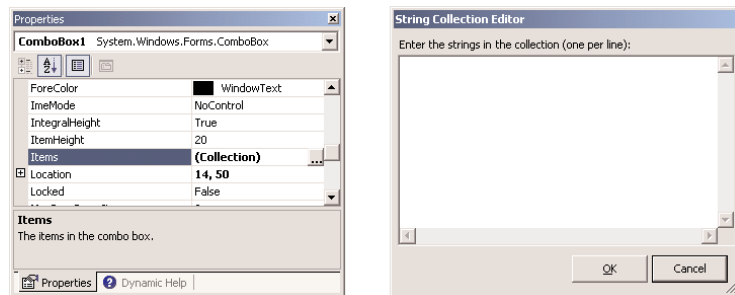 Properties
ComboBox1 System.Windows.Forms.ComboBox
ForeColor WindowText
ImeMode NoControl
IntegralHeight True
ItemHeight 20
Items (Collection) ...
Location 14, 50
Locked False
Items
The items in the combo box.
Properties Dynamic Help
String Collection Editor
Enter the strings in the collection (one per line):
OK Cancel